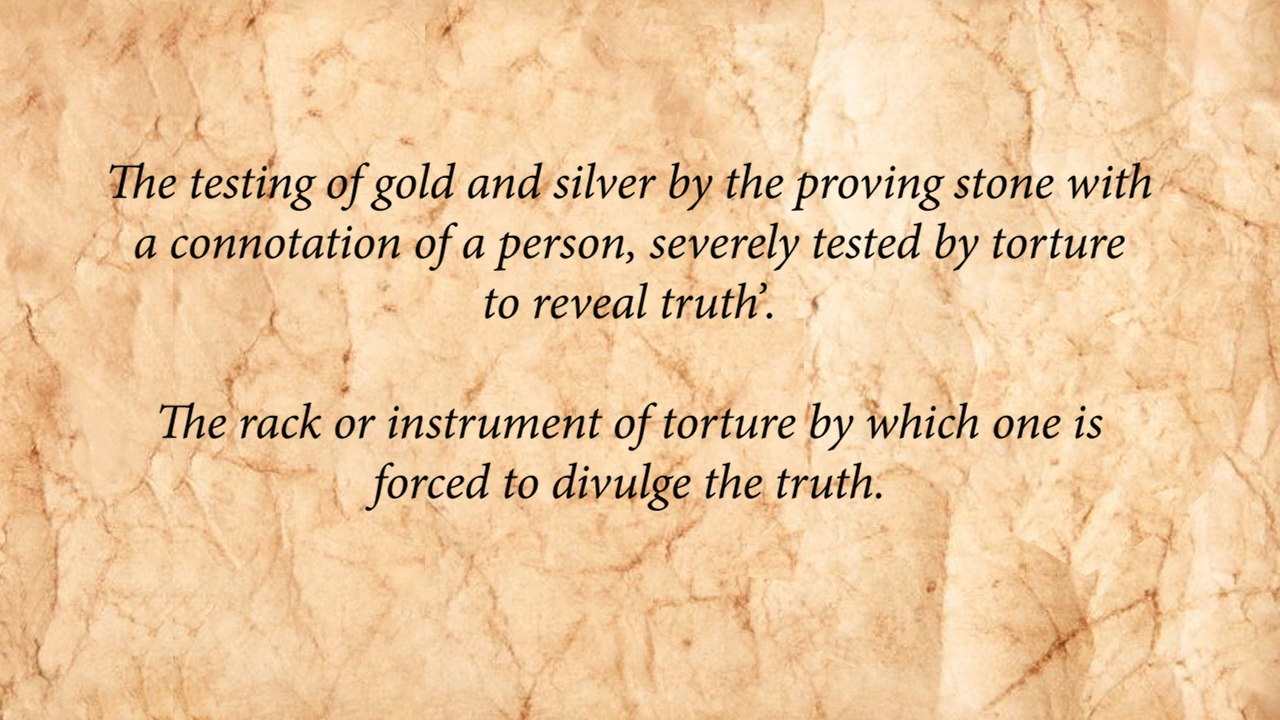 The testing of gold and silver by the proving stone with
a connotation of a person, severely tested by torture
to reveal truth’.
The rack or instrument of torture by which one is
forced to divulge the truth.